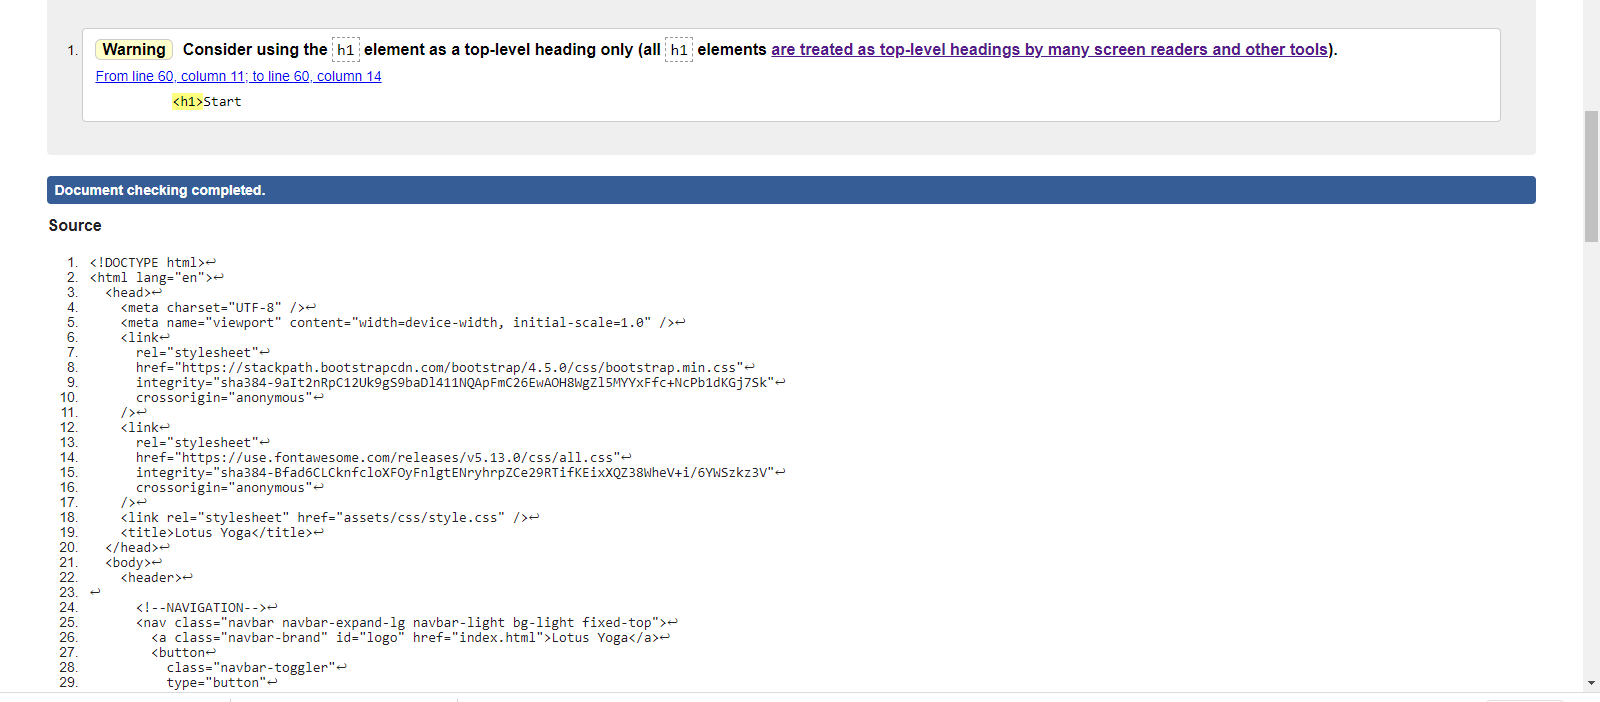 1. Warning Consider using the h1 element as a top-level heading only (all h1 elements are treated as top-level headings by many screen readers and other tools).
From line 60, column 11; to line 60, column 14
<h1>Start
Document checking completed.
Source
1. <!DOCTYPE html>↩
2. <html lang="en">↩
3. <head>↩
4. <meta charset="UTF-8" />↩
5. <meta name="viewport" content="width=device-width, initial-scale=1.0" />↩
6. <link↩
7. rel="stylesheet"↩
8. href="https://stackpath.bootstrapcdn.com/bootstrap/4.5.0/css/bootstrap.min.css"↩
9. integrity="sha384-9aIt2nRpC12Uk9gS9baDl411NQApFmC26EwAOH8WgZl5MYYxFfc+NcPb1dKGj7Sk"↩
10. crossorigin="anonymous"↩
11. />↩
12. <link↩
13. rel="stylesheet"↩
14. href="https://use.fontawesome.com/releases/v5.13.0/css/all.css"↩
15. integrity="sha384-Bfad6CLCknfcloXFOyFnlgtENryhrpZCe29RTifKEixXQZ38WheV+i/6YWSzkz3V"↩
16. crossorigin="anonymous"↩
17. />↩
18. <link rel="stylesheet" href="assets/css/style.css" />↩
19. <title>Lotus Yoga</title>↩
20. </head>↩
21. <body>↩
22. <header>↩
23. ↩
24. <!--NAVIGATION-->↩
25. <nav class="navbar navbar-expand-lg navbar-light bg-light fixed-top">↩
26. <a class="navbar-brand" id="logo" href="index.html">Lotus Yoga</a>↩
27. <button↩
28. class="navbar-toggler"↩
29. type="button"↩